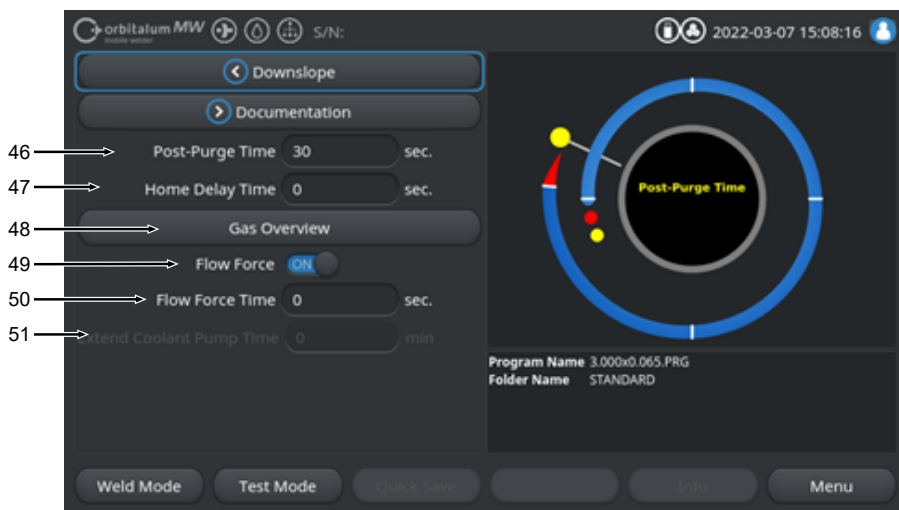 orbitalum MW S/N: 2022-03-07 15:08:16
mobile welder
Downslope
Documentation
46 Post-Purge Time 30 sec.
47 Home Delay Time 0 sec.
48 Gas Overview
49 Flow Force ON
50 Flow Force Time 0 sec.
51 Extend Coolant Pump Time 0 min
Post-Purge Time
Program Name 3.000x0.065.PRG
Folder Name STANDARD
Weld Mode Test Mode Quick Save Info Menu